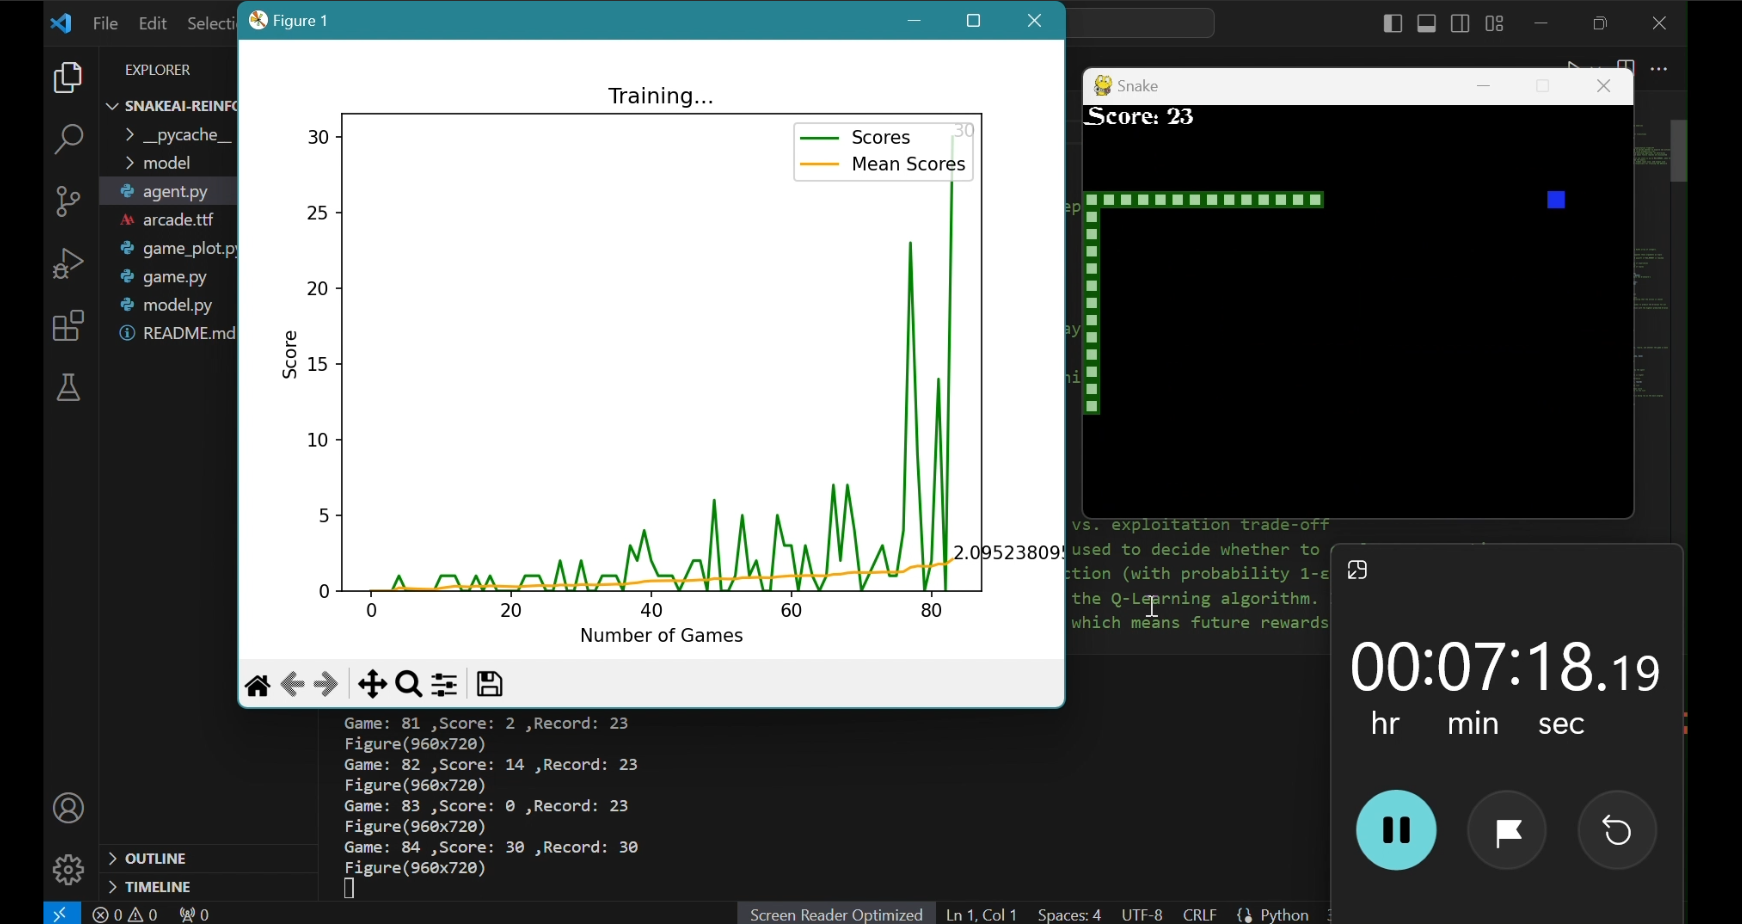 File Edit Selecti
Figure 1
EXPLORER
SNAKEAI-REINFO
__pycache__
model
agent.py
arcade.ttf
game_plot.py
game.py
model.py
README.md
OUTLINE
TIMELINE
Training...
30
25
20
15
10
5
0
Score
Scores
Mean Scores
30
2.095238095
0 20 40 60 80
Number of Games
Snake
Score: 23
vs. exploitation trade-off
used to decide whether to
ction (with probability 1-ε
the Q-Learning algorithm.
which means future rewards
Game: 81 ,Score: 2 ,Record: 23
Figure(960x720)
Game: 82 ,Score: 14 ,Record: 23
Figure(960x720)
Game: 83 ,Score: 0 ,Record: 23
Figure(960x720)
Game: 84 ,Score: 30 ,Record: 30
Figure(960x720)
00:07:18.19
hr min sec
0 0 0
Screen Reader Optimized Ln 1, Col 1 Spaces: 4 UTF-8 CRLF Python